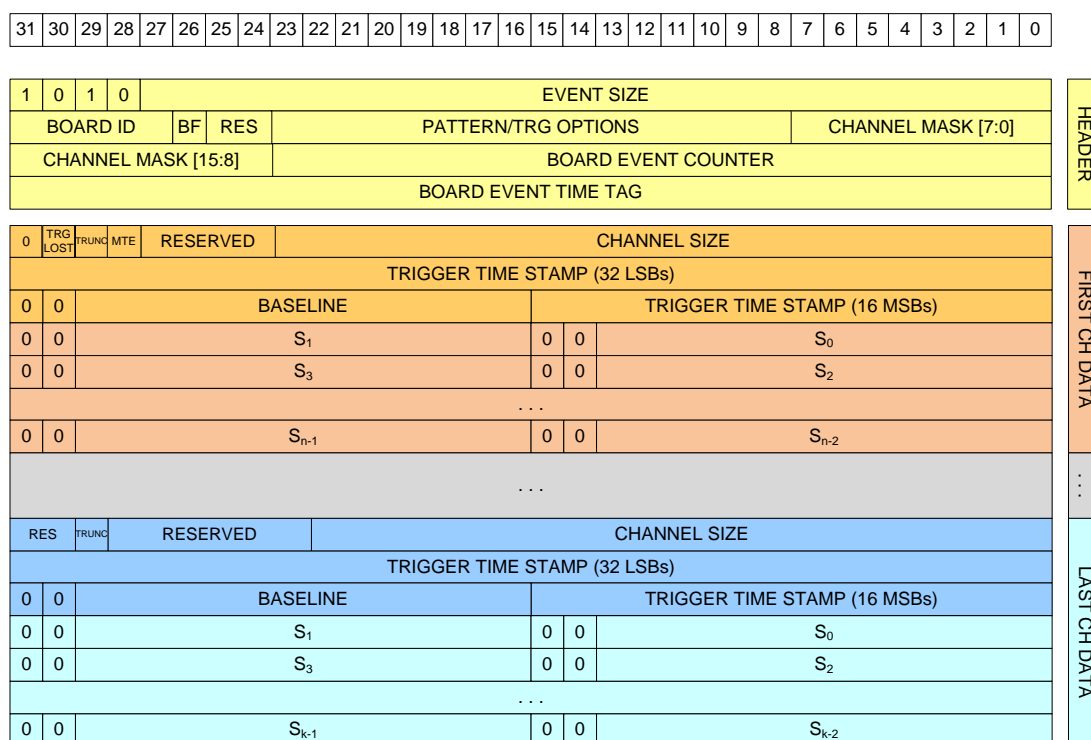 31 30 29 28 27 26 25 24 23 22 21 20 19 18 17 16 15 14 13 12 11 10 9 8 7 6 5 4 3 2 1 0
1 0 1 0 EVENT SIZE
BOARD ID BF RES PATTERN/TRG OPTIONS CHANNEL MASK [7:0]
CHANNEL MASK [15:8] BOARD EVENT COUNTER
BOARD EVENT TIME TAG
HEADER
0 TRG LOST TRUNC MTE RESERVED CHANNEL SIZE
TRIGGER TIME STAMP (32 LSBs)
0 0 BASELINE TRIGGER TIME STAMP (16 MSBs)
0 0 S₁ 0 0 S₀
0 0 S₃ 0 0 S₂
. . .
0 0 Sₙ₋₁ 0 0 Sₙ₋₂
FIRST CH DATA
. . .
. . .
RES TRUNC RESERVED CHANNEL SIZE
TRIGGER TIME STAMP (32 LSBs)
0 0 BASELINE TRIGGER TIME STAMP (16 MSBs)
0 0 S₁ 0 0 S₀
0 0 S₃ 0 0 S₂
. . .
0 0 Sₖ₋₁ 0 0 Sₖ₋₂
LAST CH DATA